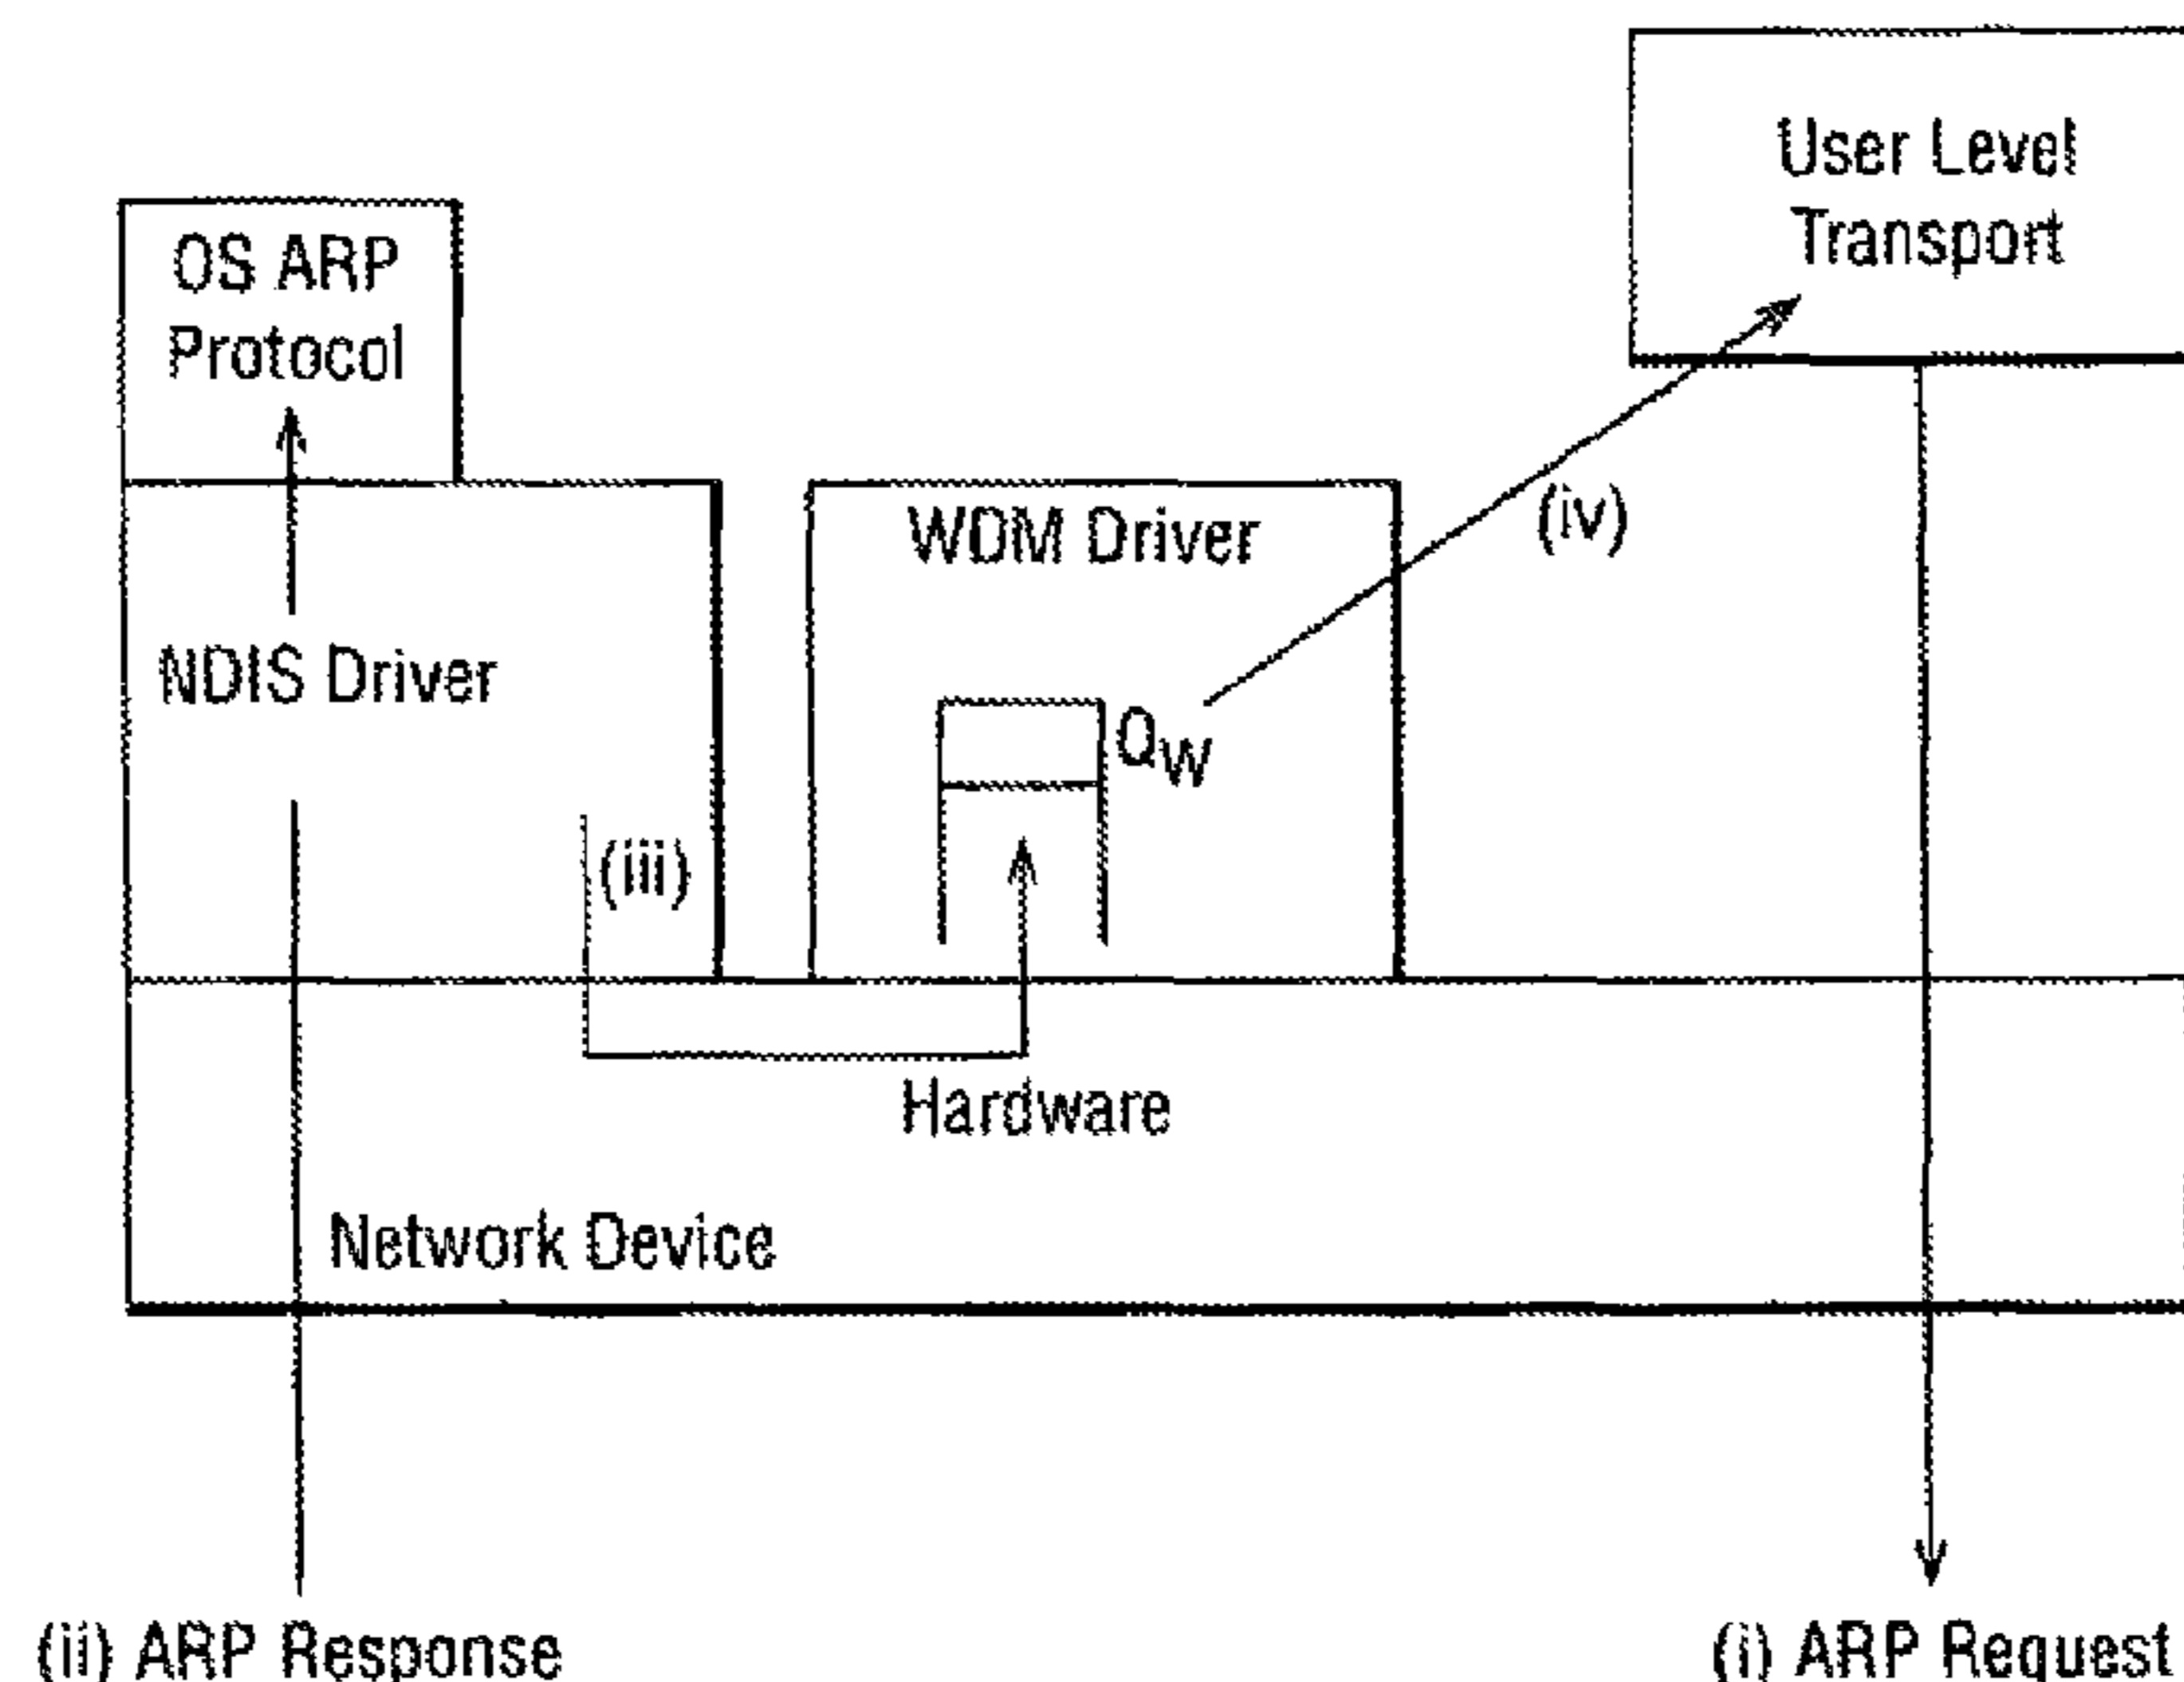 User Level
Transport
OS ARP
Protocol
WDM Driver
(iv)
NDIS Driver
QW
(iii)
Hardware
Network Device
(ii) ARP Response
(i) ARP Request